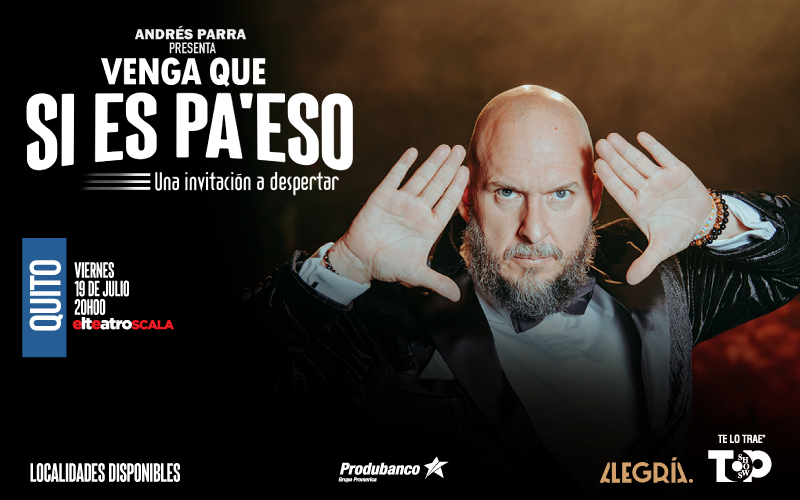 ANDRÉS PARRA
PRESENTA
VENGA QUE
SI ES PA'ESO
Una invitación a despertar
QUITO
VIERNES
19 DE JULIO
20H00
elteatroSCALA
LOCALIDADES DISPONIBLES
Produbanco
Grupo Promerica
ALEGRÍA.
TE LO TRAE"
TOP
SHOWS